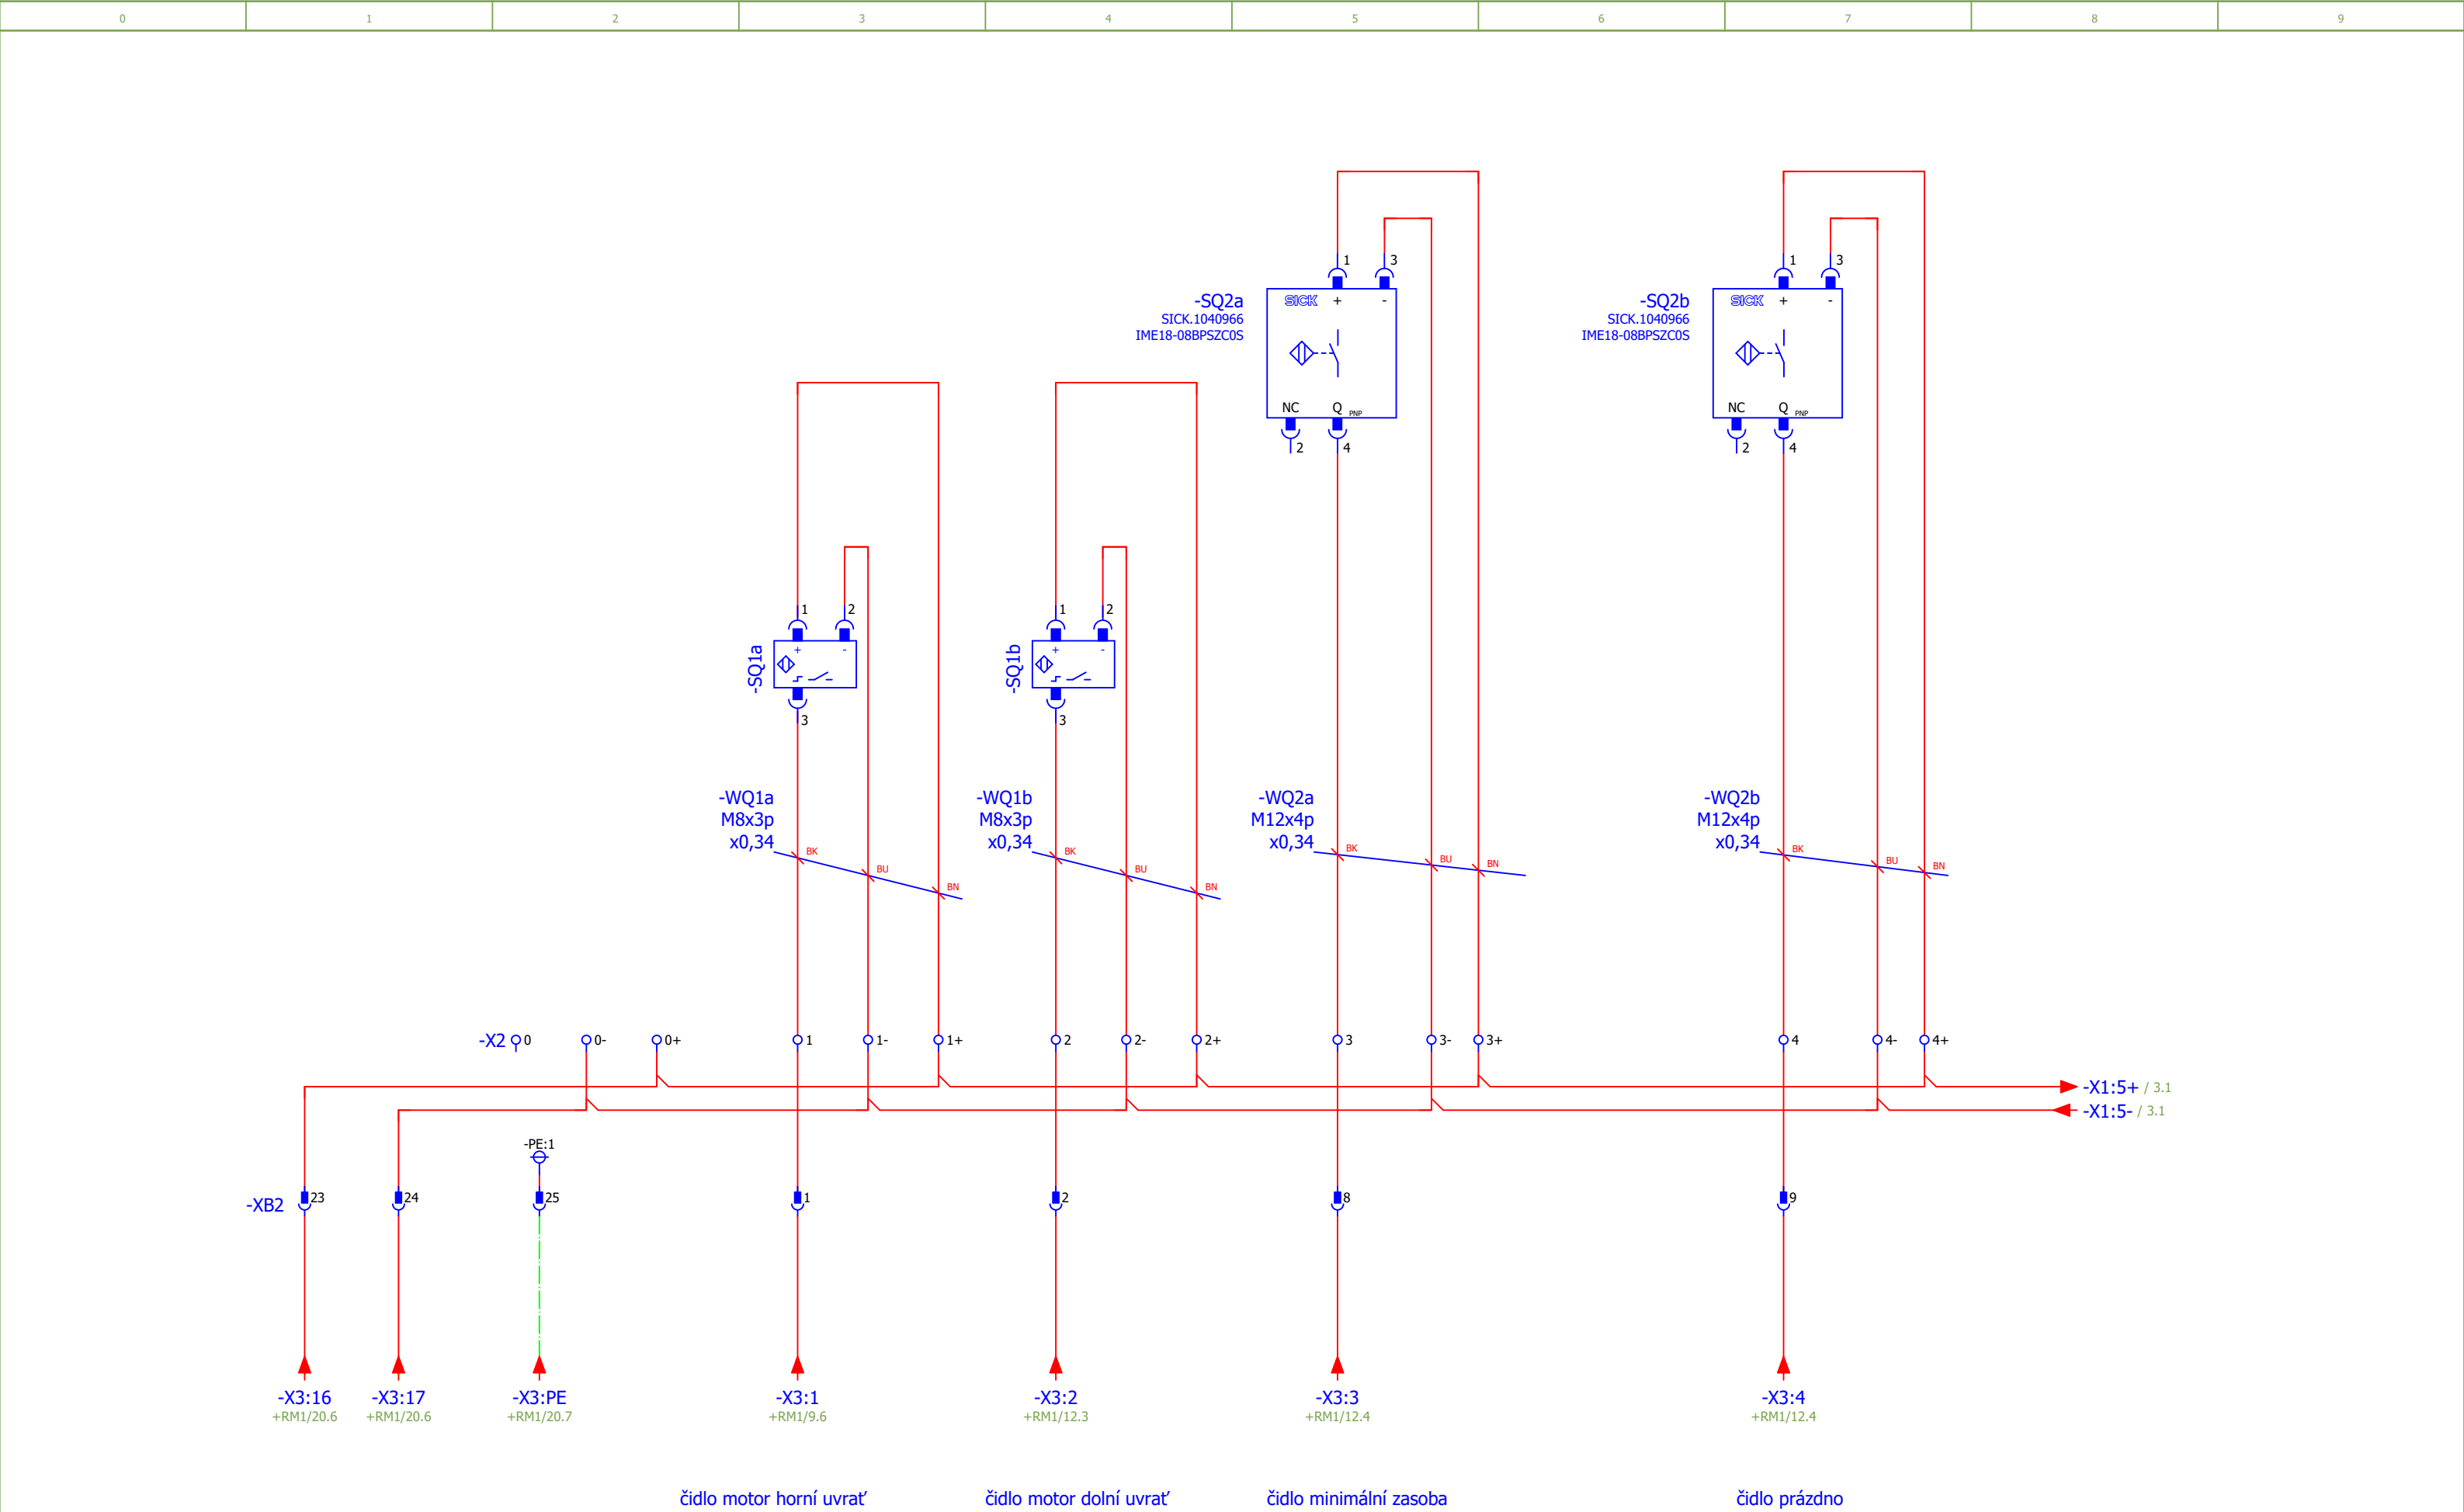 0 1 2 3 4 5 6 7 8 9
1 3 1 3
-SQ2a SICK + - -SQ2b SICK + -
SICK.1040966 SICK.1040966
IME18-08BPSZC0S IME18-08BPSZC0S
NC Q PNP NC Q PNP
2 4 2 4
1 2 1 2
-SQ1a + - -SQ1b + -
3 3
-WQ1a -WQ1b -WQ2a -WQ2b
M8x3p M8x3p M12x4p M12x4p
x0,34 x0,34 x0,34 x0,34
BK BU BN BK BU BN BK BU BN BK BU BN
-X2 0 0- 0+ 1 1- 1+ 2 2- 2+ 3 3- 3+ 4 4- 4+
-X1:5+ / 3.1
-X1:5- / 3.1
-PE:1
-XB2 23 24 25 1 2 8 9
-X3:16 -X3:17 -X3:PE -X3:1 -X3:2 -X3:3 -X3:4
+RM1/20.6 +RM1/20.6 +RM1/20.7 +RM1/9.6 +RM1/12.3 +RM1/12.4 +RM1/12.4
čidlo motor horní uvrať čidlo motor dolní uvrať čidlo minimální zasoba čidlo prázdno